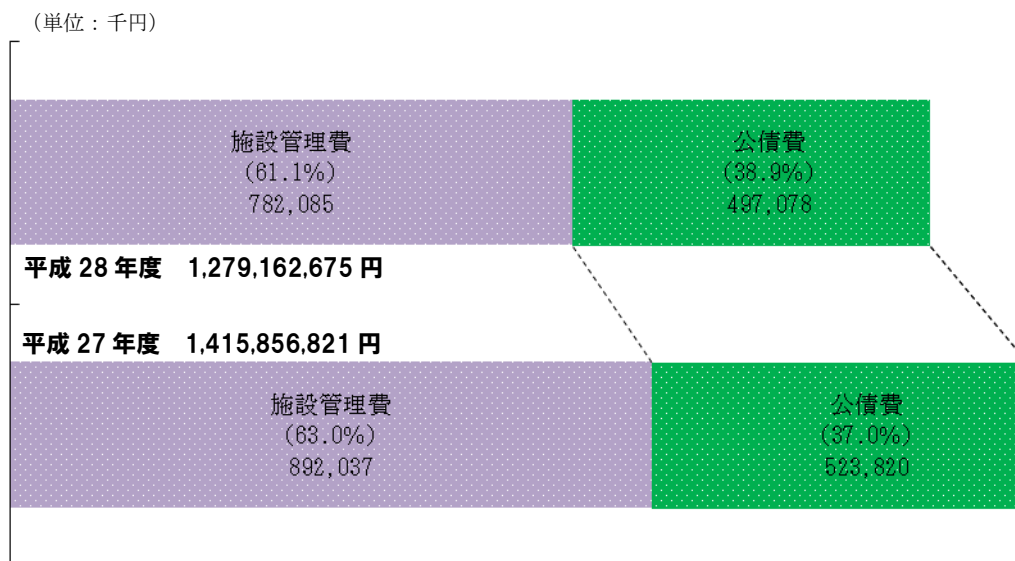 （単位：千円）
施設管理費
(61.1%)
782,085
公債費
(38.9%)
497,078
平成 28 年度　1,279,162,675 円
平成 27 年度　1,415,856,821 円
施設管理費
(63.0%)
892,037
公債費
(37.0%)
523,820